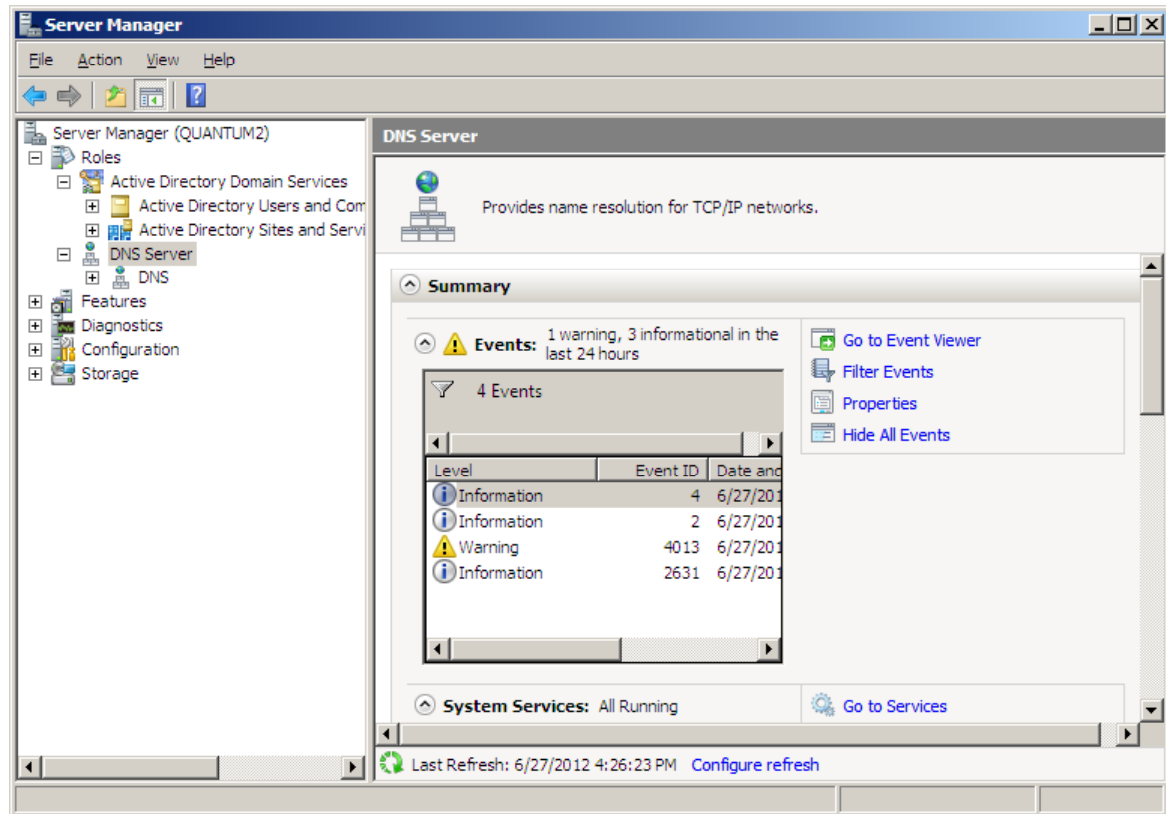 Server Manager
File Action View Help
Server Manager (QUANTUM2)
Roles
Active Directory Domain Services
Active Directory Users and Com
Active Directory Sites and Servi
DNS Server
DNS
Features
Diagnostics
Configuration
Storage
DNS Server
Provides name resolution for TCP/IP networks.
Summary
Events: 1 warning, 3 informational in the
last 24 hours
4 Events
Level Event ID Date and
Information 4 6/27/201
Information 2 6/27/201
Warning 4013 6/27/201
Information 2631 6/27/201
Go to Event Viewer
Filter Events
Properties
Hide All Events
System Services: All Running
Go to Services
Last Refresh: 6/27/2012 4:26:23 PM Configure refresh